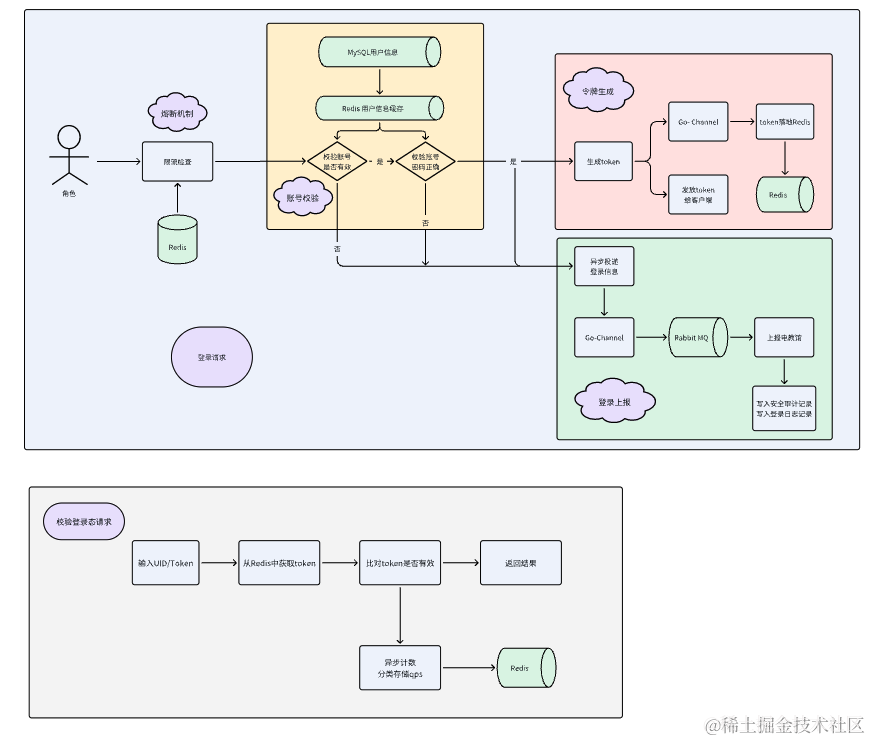 MySQL用户信息
Redis 用户信息缓存
熔断机制
角色
限流检查
Redis
校验账号
是否有效
是
校验账号
密码正确
账号校验
否
否
是
令牌生成
生成token
Go- Channel
token落地Redis
发放token
给客户端
Redis
异步投递
登录信息
Go-Channel
Rabbit MQ
上报电教馆
登录上报
写入安全审计记录
写入登录日志记录
登录请求
校验登录态请求
输入UID/Token
从Redis中获取token
比对token是否有效
返回结果
异步计数
分类存储qps
Redis
@稀土掘金技术社区